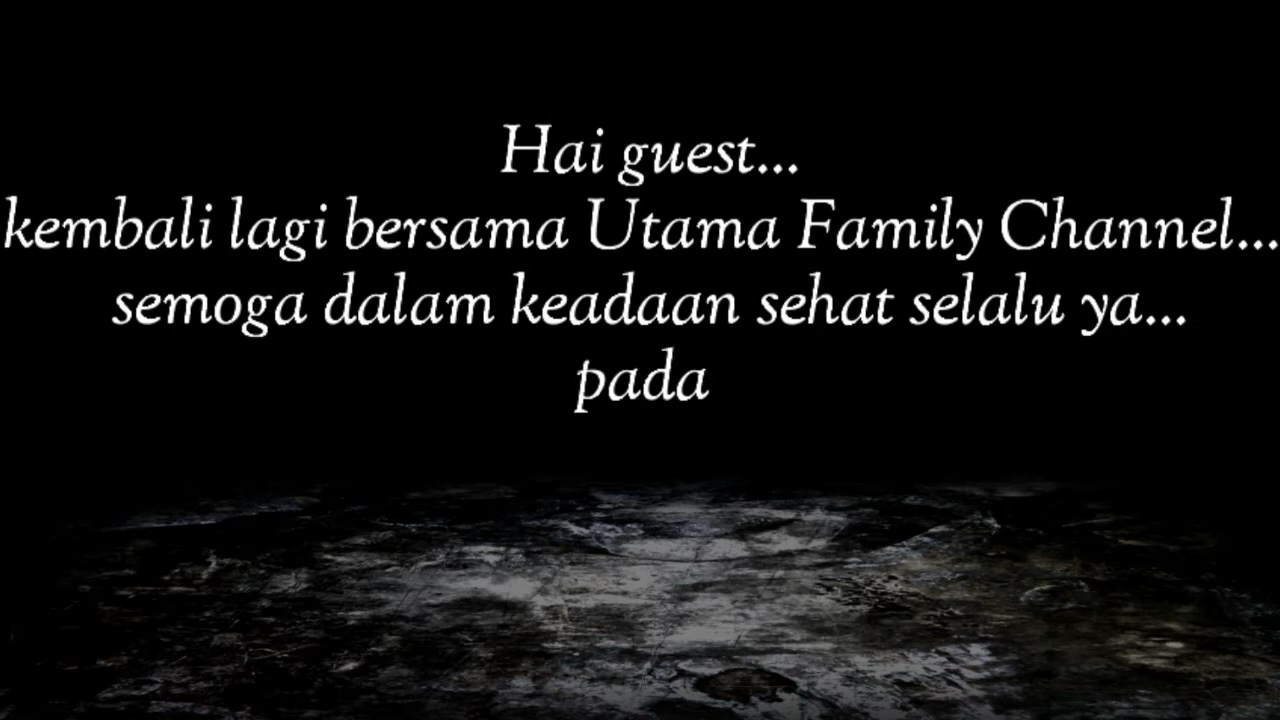 Hai guest...
kembali lagi bersama Utama Family Channel...
semoga dalam keadaan sehat selalu ya...
pada